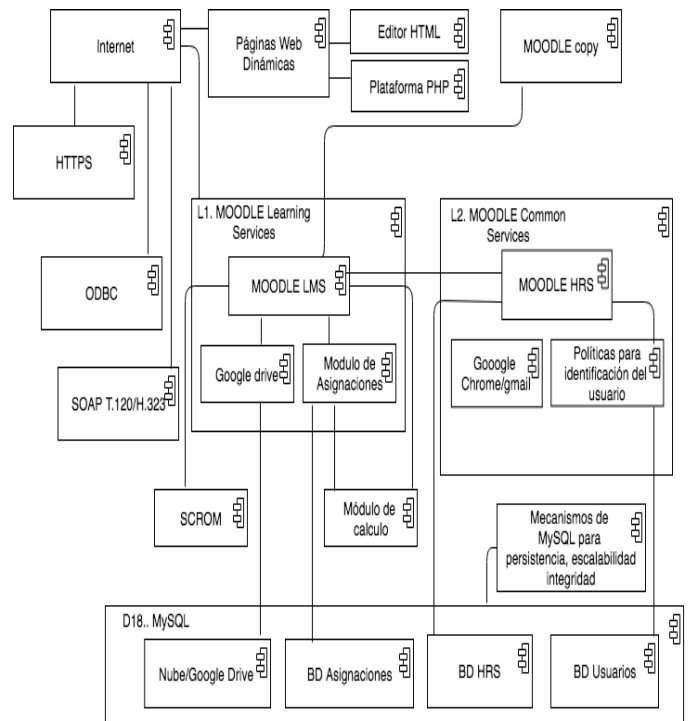 Internet
Páginas Web
Dinámicas
Editor HTML
Plataforma PHP
MOODLE copy
HTTPS
ODBC
SOAP T.120/H.323
L1. MOODLE Learning
Services
MOODLE LMS
Google drive
Modulo de
Asignaciones
L2. MOODLE Common
Services
MOODLE HRS
Gooogle
Chrome/gmail
Políticas para
identificación del
usuario
SCROM
Módulo de
calculo
Mecanismos de
MySQL para
persistencia, escalabilidad
integridad
D18.. MySQL
Nube/Google Drive
BD Asignaciones
BD HRS
BD Usuarios